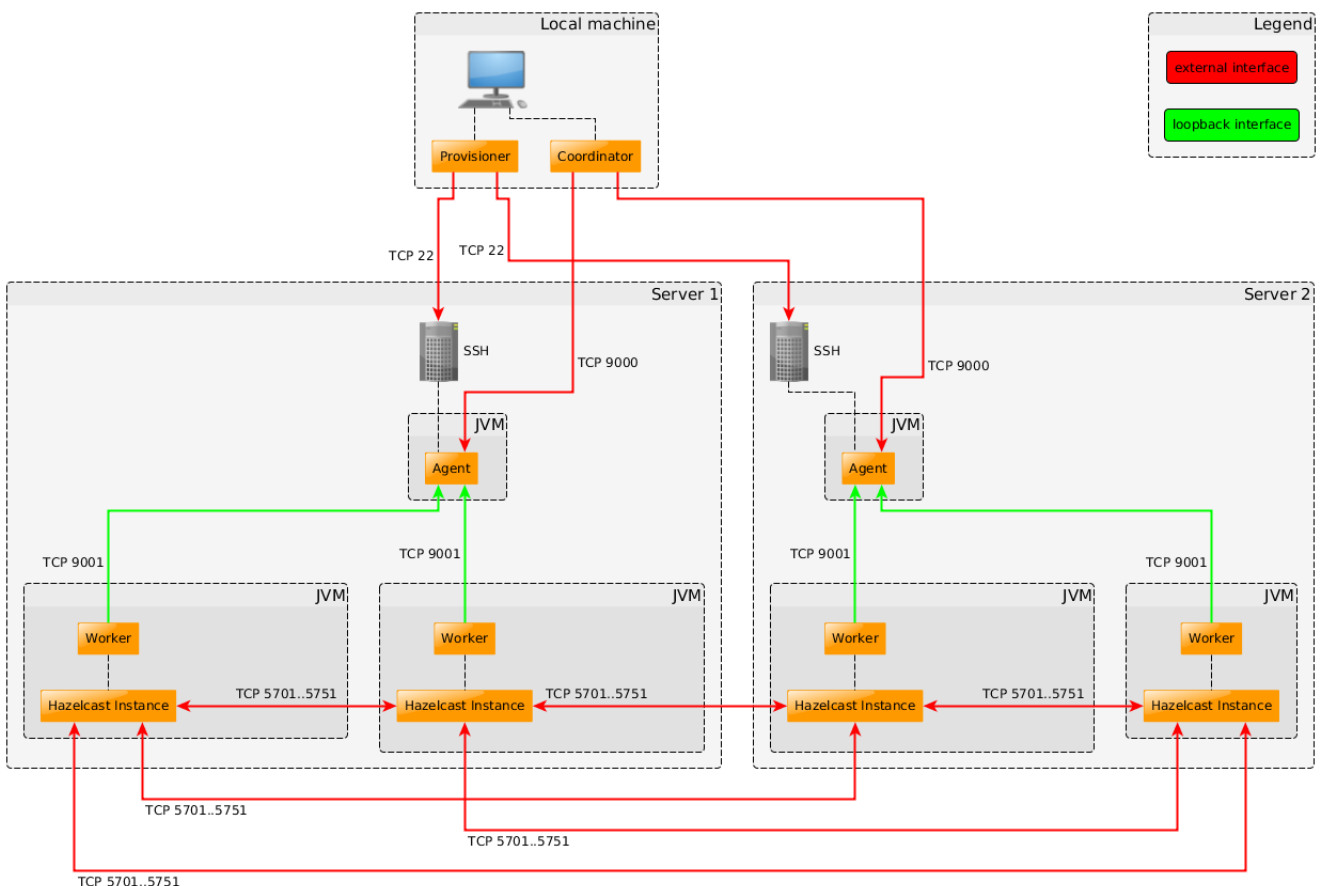 Local machine
Legend
external interface
loopback interface
Provisioner
Coordinator
TCP 22
TCP 22
Server 1
Server 2
SSH
SSH
TCP 9000
TCP 9000
JVM
JVM
Agent
Agent
TCP 9001
TCP 9001
TCP 9001
TCP 9001
JVM
JVM
JVM
JVM
Worker
Worker
Worker
Worker
TCP 5701..5751
TCP 5701..5751
TCP 5701..5751
Hazelcast Instance
Hazelcast Instance
Hazelcast Instance
Hazelcast Instance
TCP 5701..5751
TCP 5701..5751
TCP 5701..5751